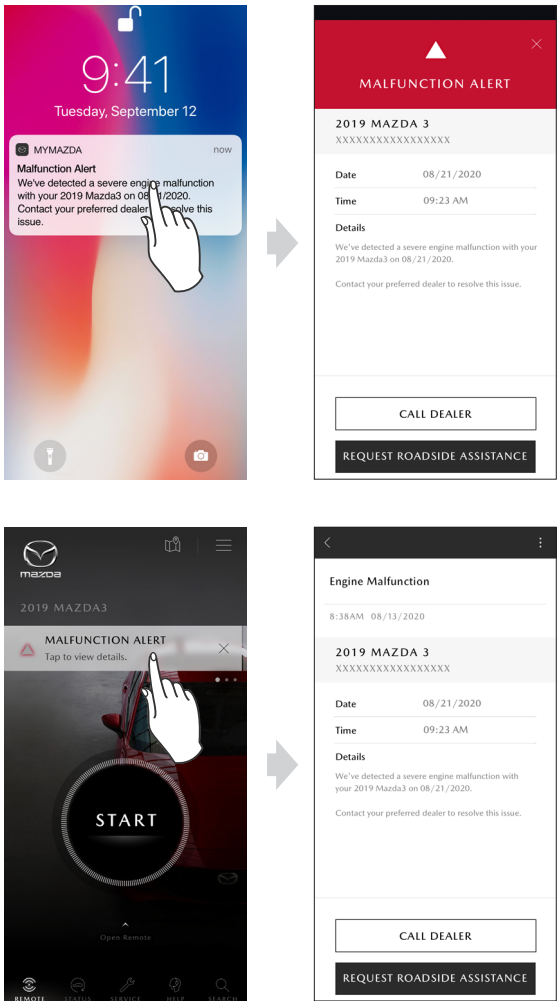 9:41
Tuesday, September 12
MYMAZDA now
Malfunction Alert
We've detected a severe engine malfunction
with your 2019 Mazda3 on 08/ 1/2020.
Contact your preferred dealer solve this
issue.
MALFUNCTION ALERT
2019 MAZDA 3
XXXXXXXXXXXXXXXXX
Date 08/21/2020
Time 09:23 AM
Details
We've detected a severe engine malfunction with your
2019 Mazda3 on 08/21/2020.
Contact your preferred dealer to resolve this issue.
CALL DEALER
REQUEST ROADSIDE ASSISTANCE
mazda
2019 MAZDA3
MALFUNCTION ALERT
Tap to view details.
START
Open Remote
REMOTE STATUS SERVICE HELP SEARCH
Engine Malfunction
8:38AM 08/13/2020
2019 MAZDA 3
XXXXXXXXXXXXXXXXX
Date 08/21/2020
Time 09:23 AM
Details
We've detected a severe engine malfunction with
your 2019 Mazda3 on 08/21/2020.
Contact your preferred dealer to resolve this issue.
CALL DEALER
REQUEST ROADSIDE ASSISTANCE